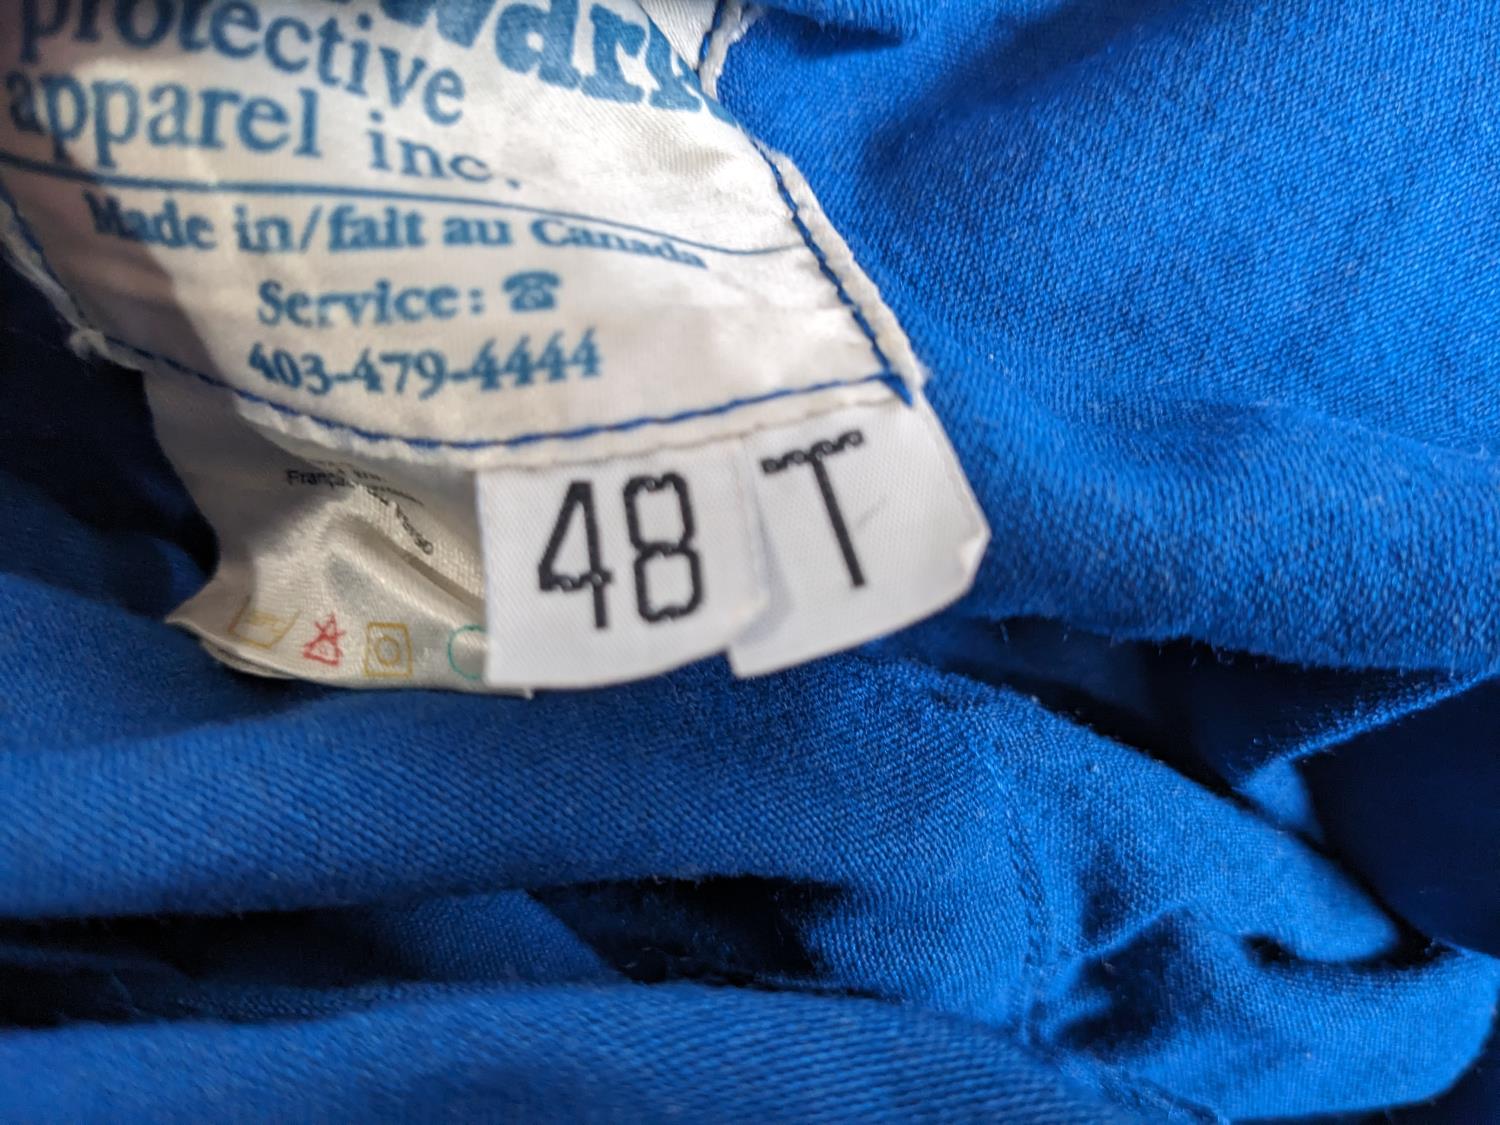 protective
apparel inc.
Made in/fait au Canada
Service: ☎
403-479-4444
48 T